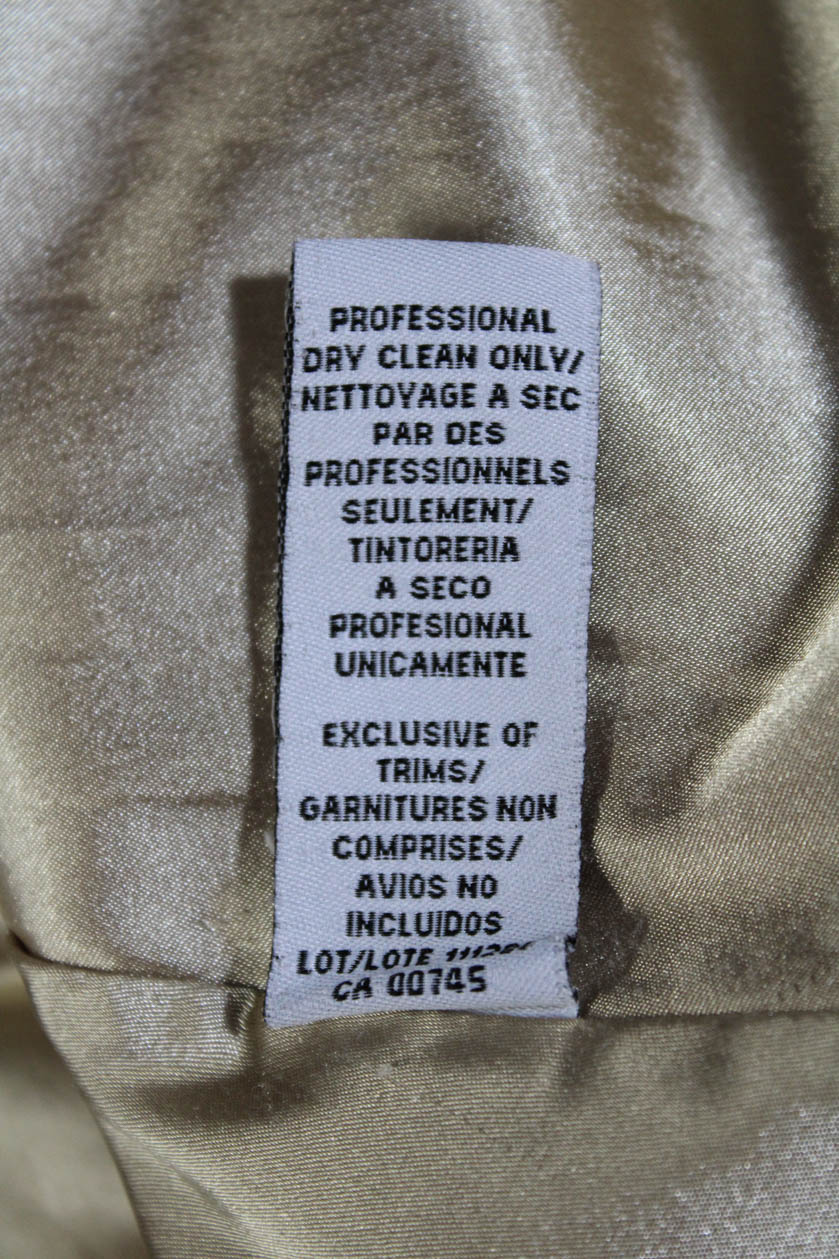 PROFESSIONAL
DRY CLEAN ONLY/
NETTOYAGE A SEC
PAR DES
PROFESSIONNELS
SEULEMENT/
TINTORERIA
A SECO
PROFESIONAL
UNICAMENTE
EXCLUSIVE OF
TRIMS/
GARNITURES NON
COMPRISES/
AVIOS NO
INCLUIDOS
LOT/LOTE
CA 00745